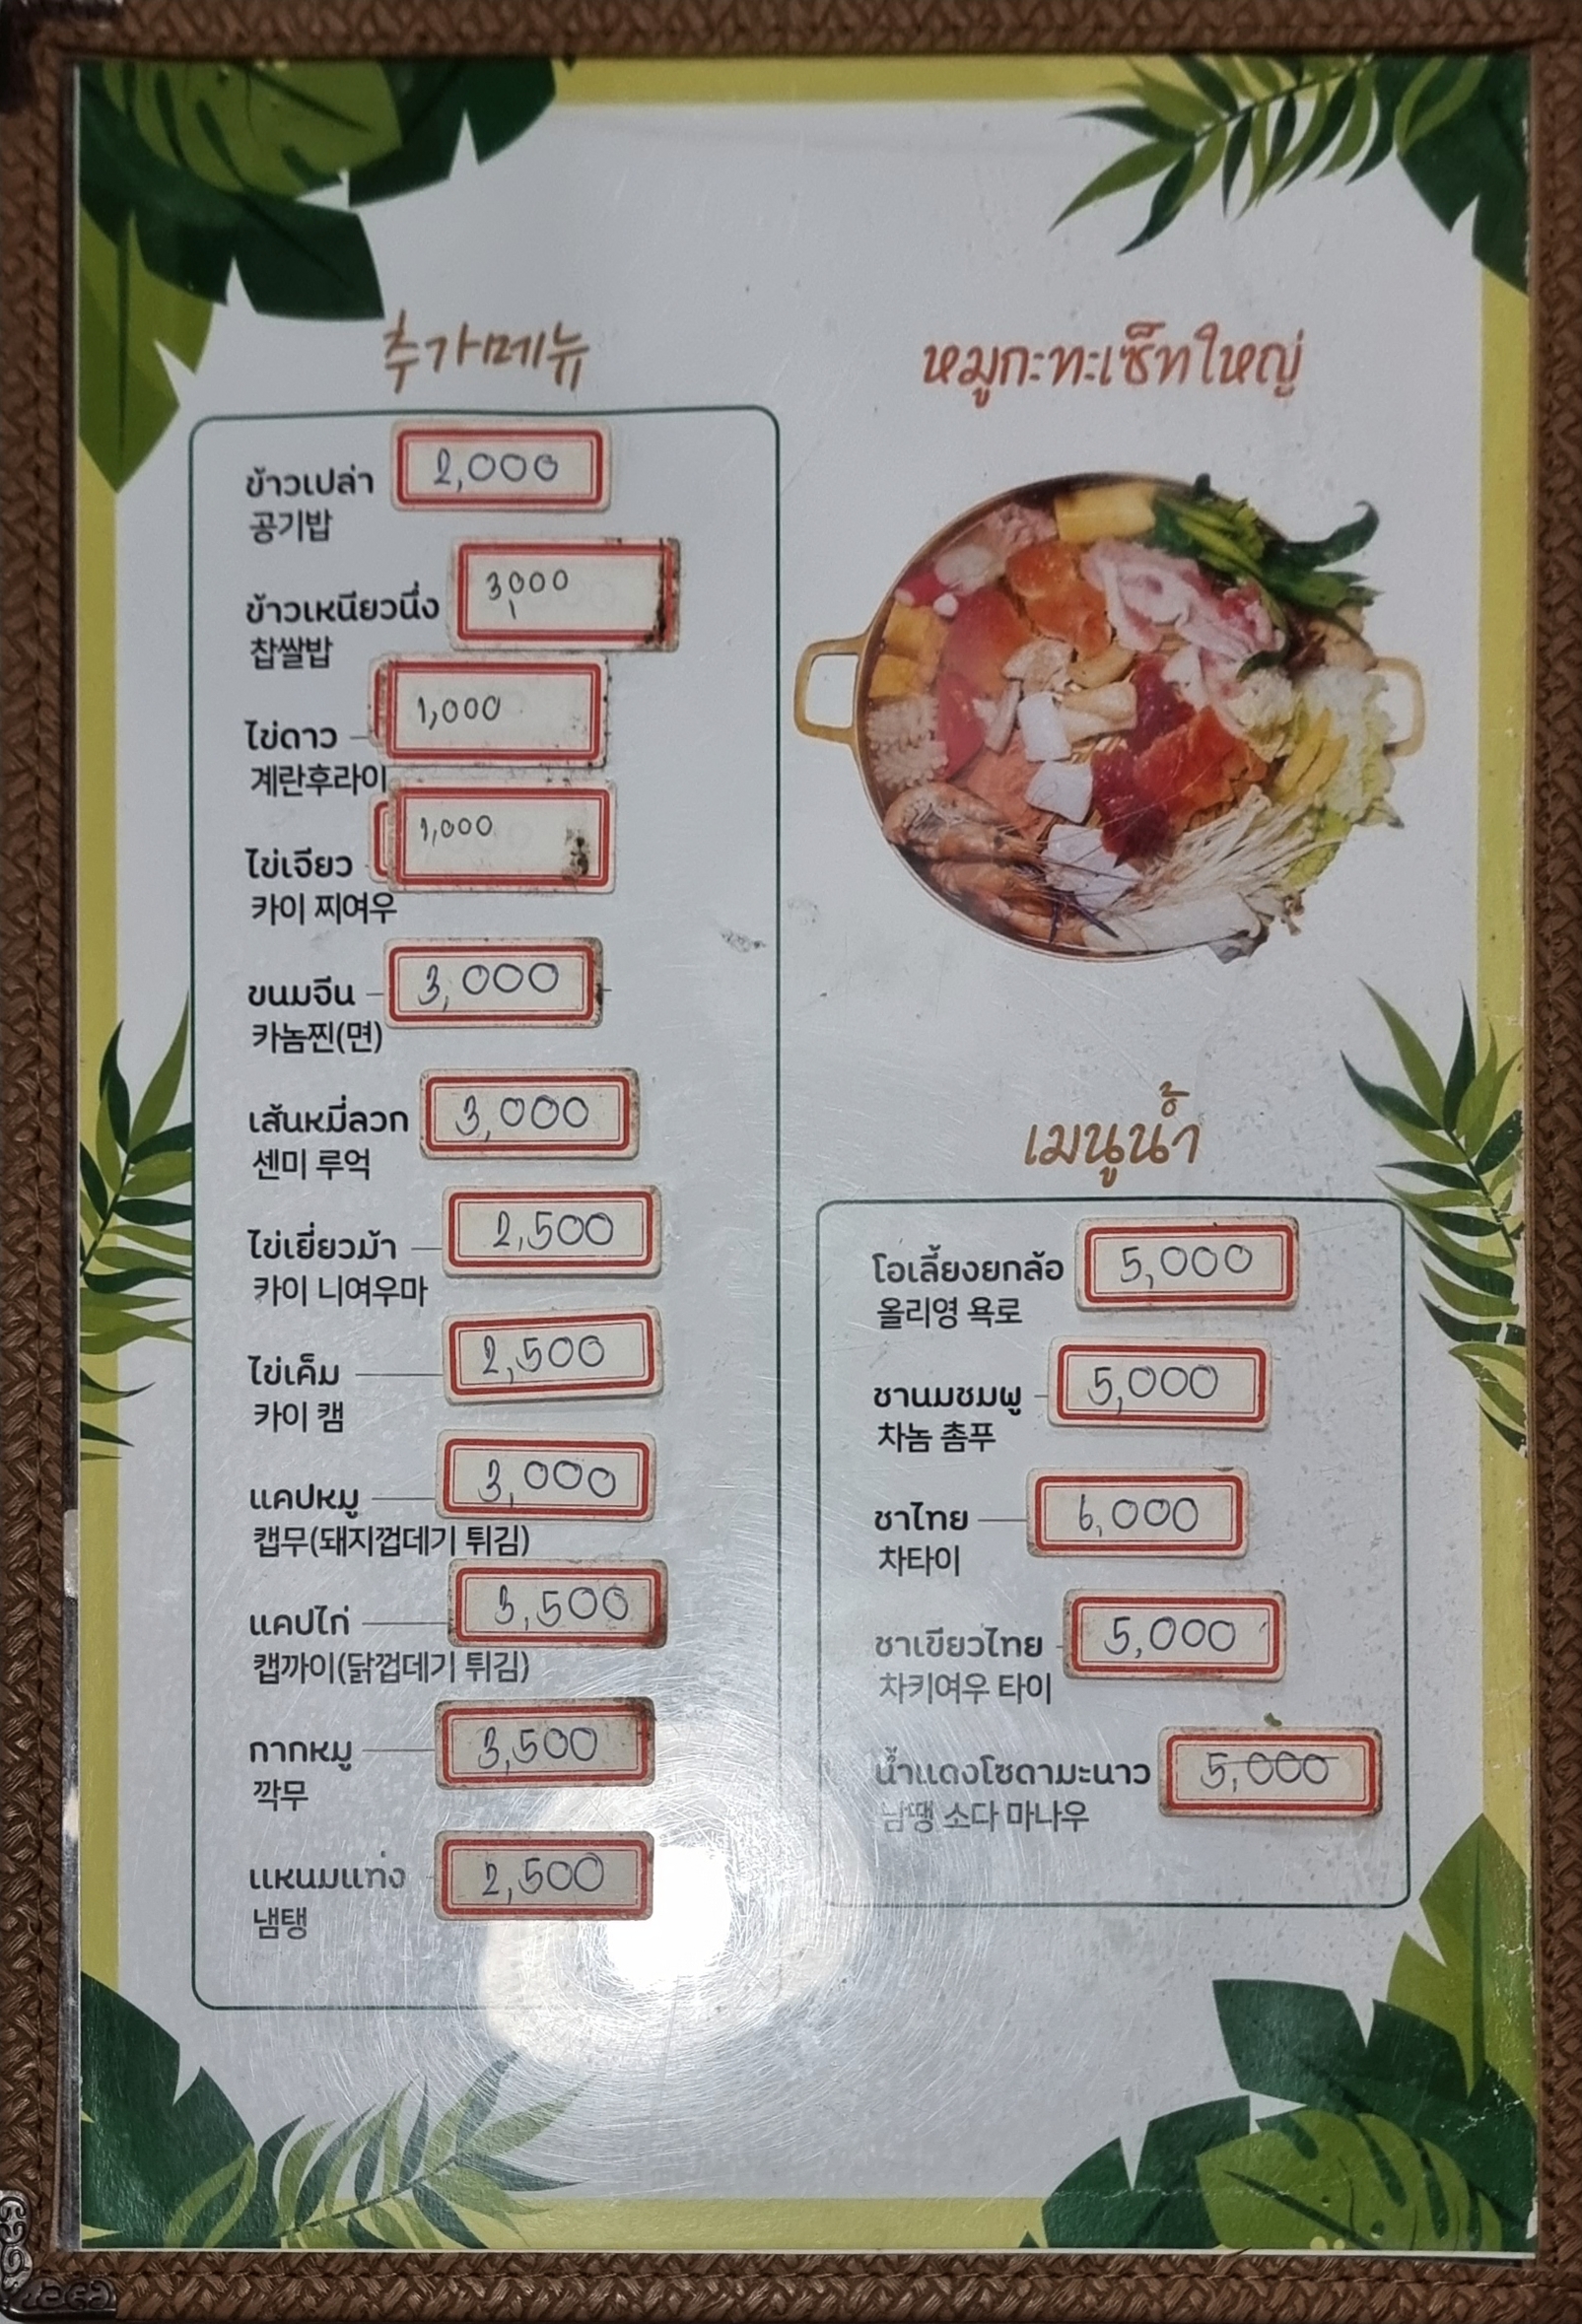 추가메뉴
ข้าวเปล่า 2,000
공기밥
ข้าวเหนียวนึ่ง 3,000
찹쌀밥
ไข่ดาว 1,000
계란후라이
ไข่เจียว 1,000
카이 찌여우
ขนมจีน 3,000
카놈찐(면)
เส้นหมี่ลวก 3,000
센미 루억
ไข่เยี่ยวม้า 2,500
카이 니여우마
ไข่เค็ม 2,500
카이 캠
แคปหมู 3,000
캡무(돼지껍데기 튀김)
แคปไก่ 3,500
캡까이(닭껍데기 튀김)
กากหมู 3,500
깍무
แหนมแท่ง 2,500
냄탱
หมูกะทะเซ็ทใหญ่
เมนูน้ำ
โอเลี้ยงยกล้อ 5,000
올리영 욕로
ชานมชมพู 5,000
차놈 촘푸
ชาไทย 6,000
차타이
ชาเขียวไทย 5,000
차키여우 타이
น้ำแดงโซดามะนาว 5,000
남땡 소다 마나우